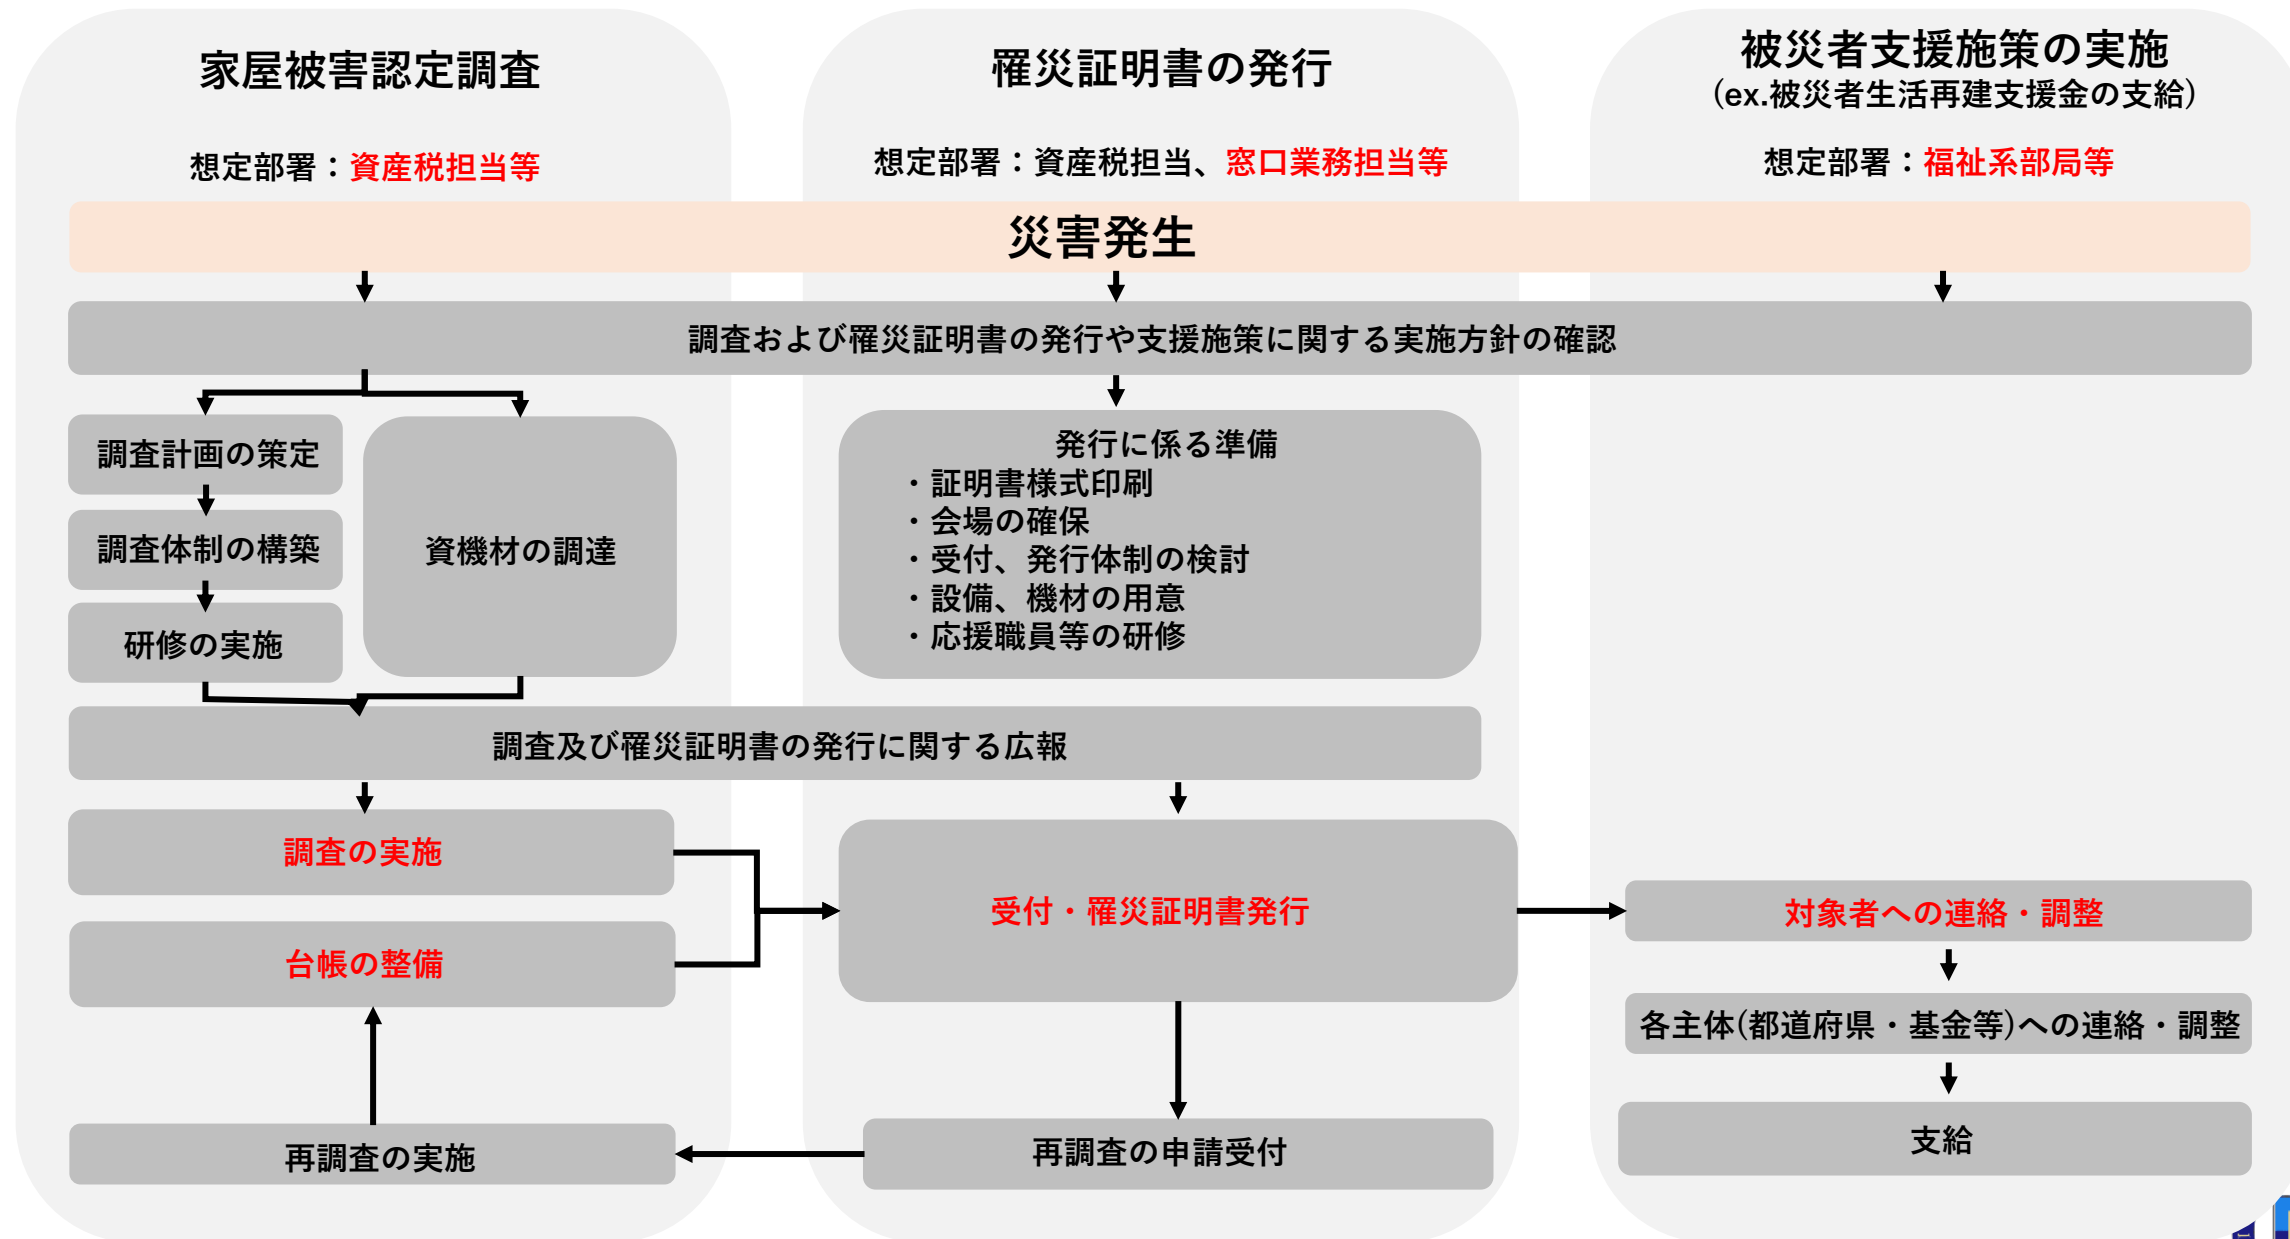 家屋被害認定調査
想定部署：資産税担当等
罹災証明書の発行
想定部署：資産税担当、窓口業務担当等
被災者支援施策の実施
(ex.被災者生活再建支援金の支給)
想定部署：福祉系部局等
災害発生
調査および罹災証明書の発行や支援施策に関する実施方針の確認
調査計画の策定
調査体制の構築
研修の実施
資機材の調達
発行に係る準備
・証明書様式印刷
・会場の確保
・受付、発行体制の検討
・設備、機材の用意
・応援職員等の研修
調査及び罹災証明書の発行に関する広報
調査の実施
台帳の整備
再調査の実施
受付・罹災証明書発行
再調査の申請受付
対象者への連絡・調整
各主体(都道府県・基金等)への連絡・調整
支給